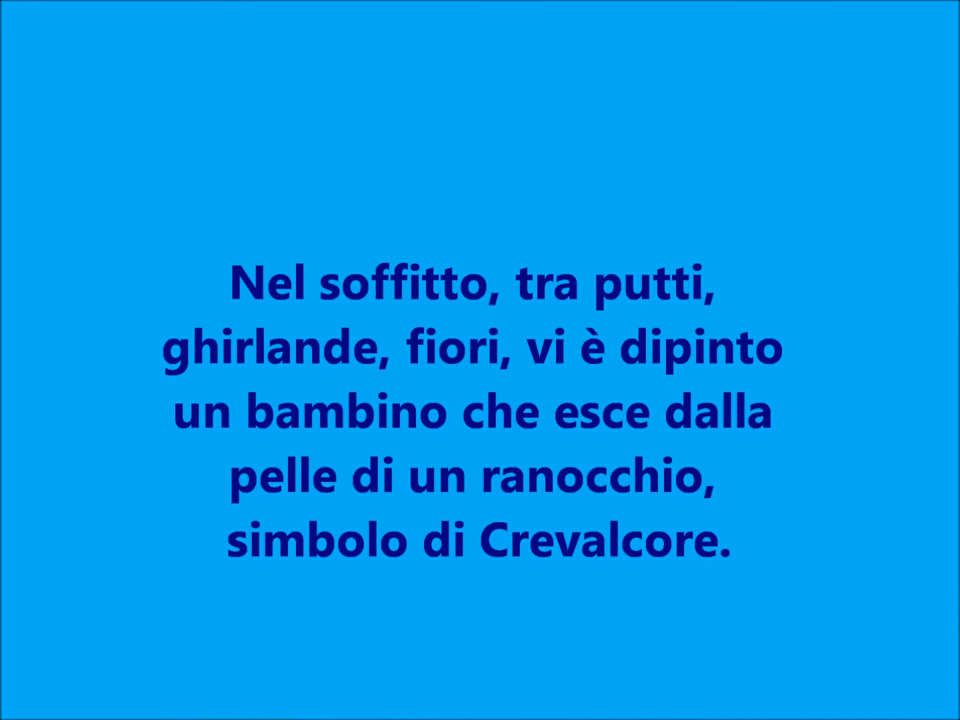 Nel soffitto, tra putti,
ghirlande, fiori, vi è dipinto
un bambino che esce dalla
pelle di un ranocchio,
simbolo di Crevalcore.